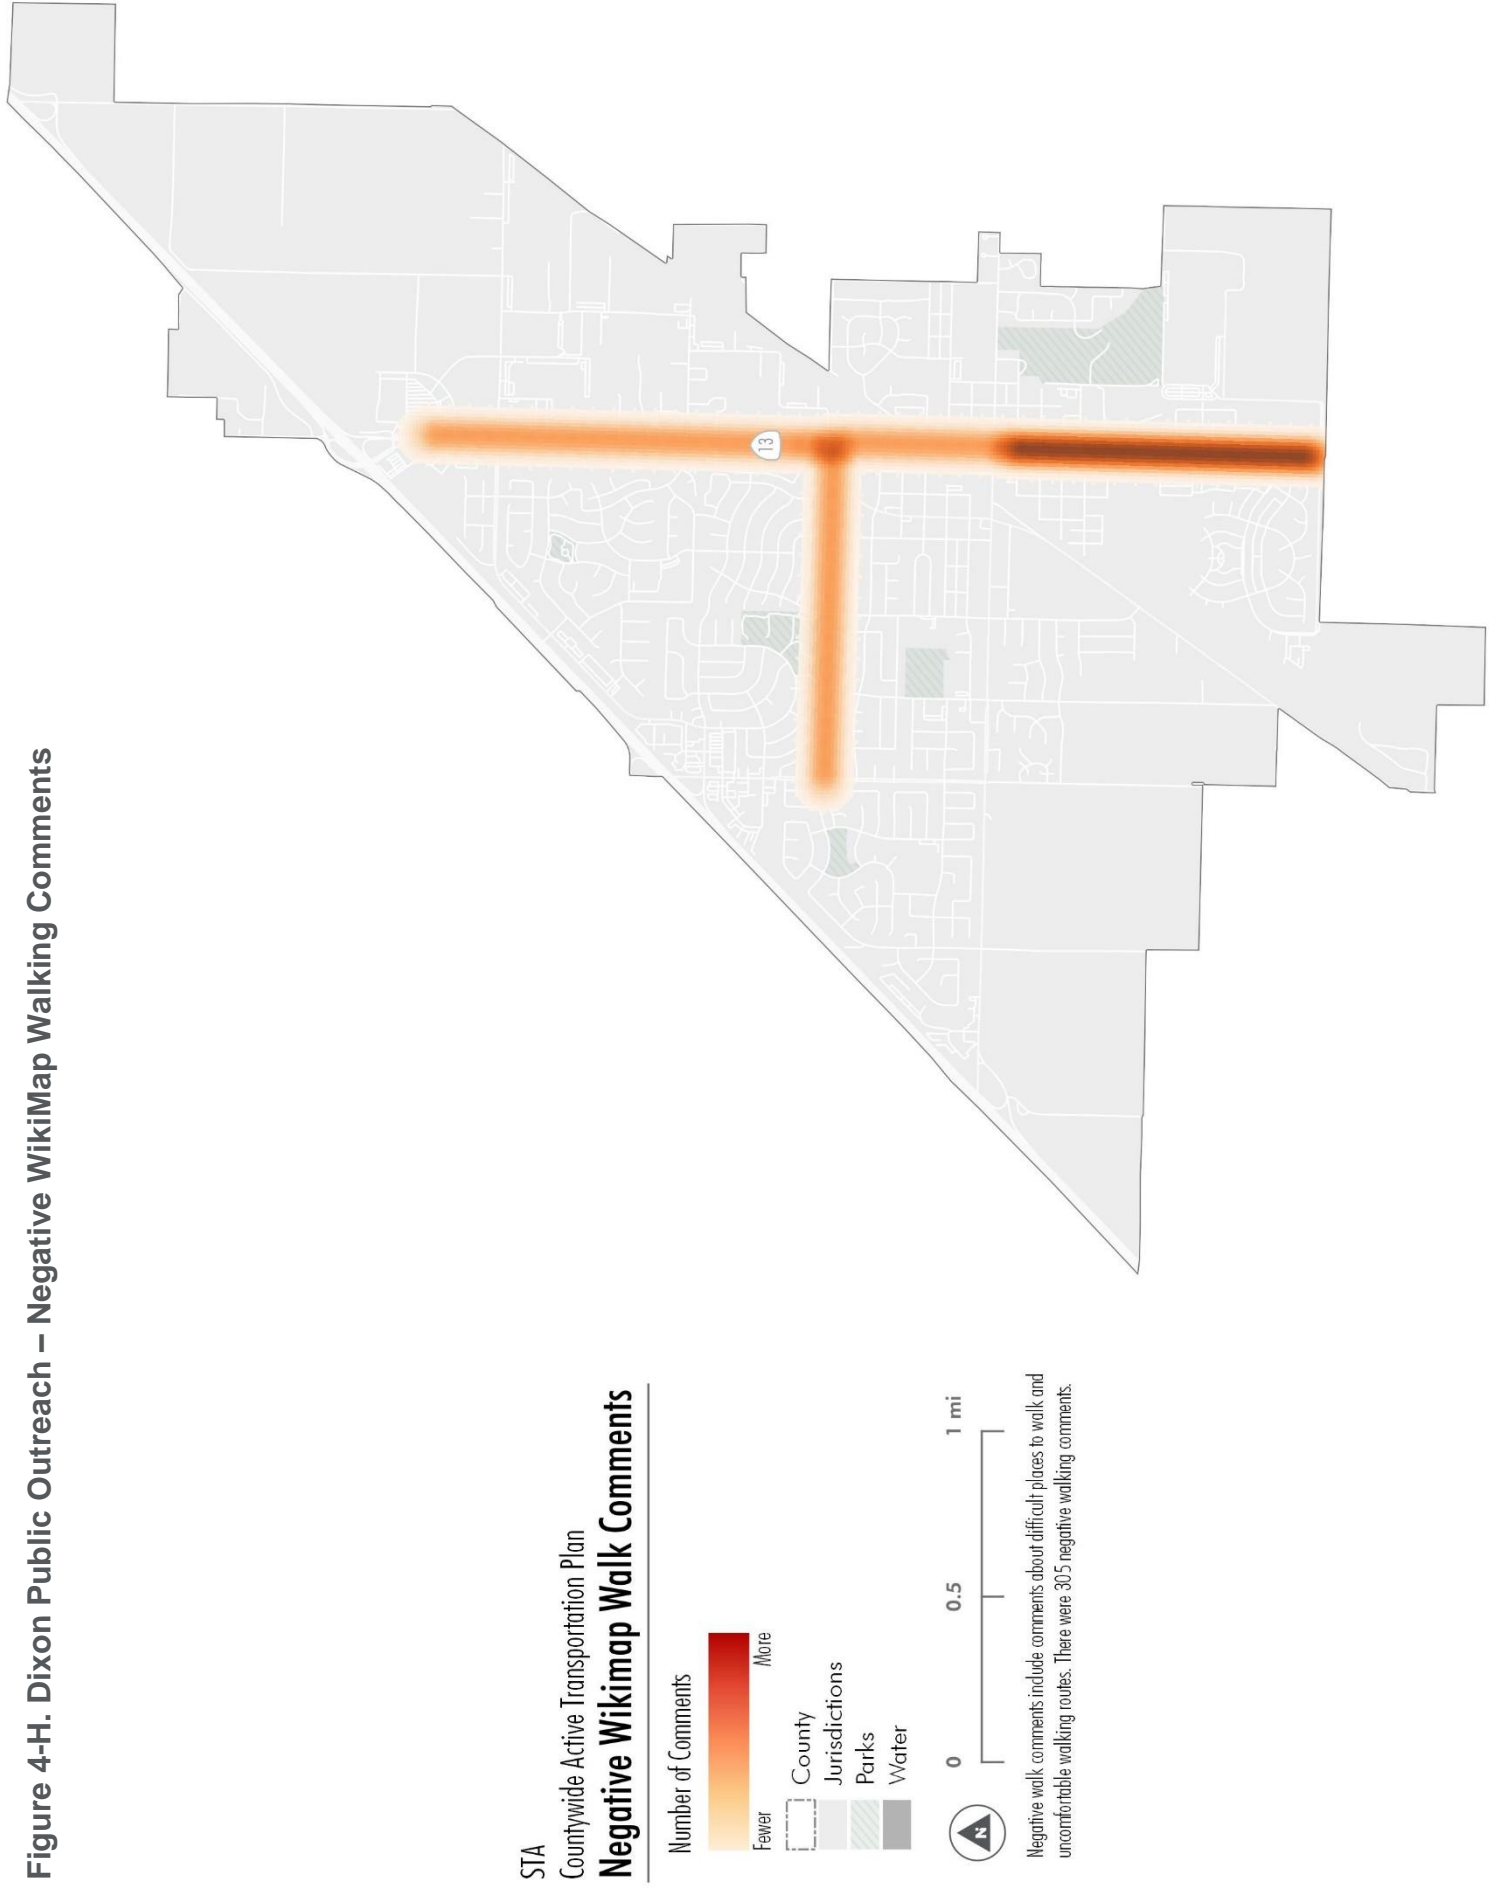 Figure 4-H. Dixon Public Outreach – Negative WikiMap Walking Comments
STA
Countywide Active Transportation Plan
Negative Wikimap Walk Comments
Number of Comments
Fewer
More
County
Jurisdictions
Parks
Water
N
0
0.5
1 mi
Negative walk comments include comments about difficult places to walk and
uncomfortable walking routes. There were 305 negative walking comments.
13